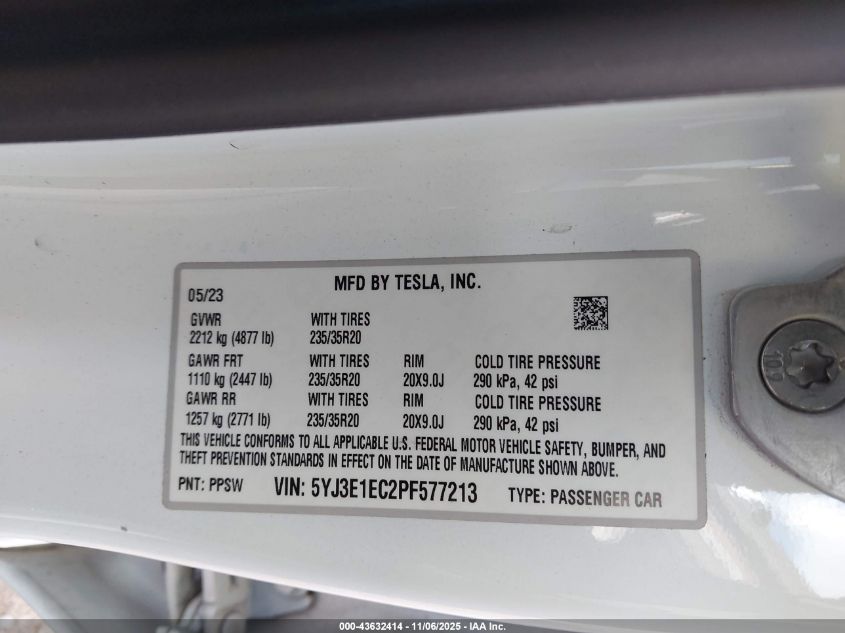 MFD BY TESLA, INC.
05/23
GVWR WITH TIRES
2212 kg (4877 lb) 235/35R20
GAWR FRT WITH TIRES RIM COLD TIRE PRESSURE
1110 kg (2447 lb) 235/35R20 20X9.0J 290 kPa, 42 psi
GAWR RR WITH TIRES RIM COLD TIRE PRESSURE
1257 kg (2771 lb) 235/35R20 20X9.0J 290 kPa, 42 psi
THIS VEHICLE CONFORMS TO ALL APPLICABLE U.S. FEDERAL MOTOR VEHICLE SAFETY, BUMPER, AND
THEFT PREVENTION STANDARDS IN EFFECT ON THE DATE OF MANUFACTURE SHOWN ABOVE.
PNT: PPSW VIN: 5YJ3E1EC2PF577213 TYPE: PASSENGER CAR
10.9
000-43632414 - 11/06/2025 - IAA Inc.